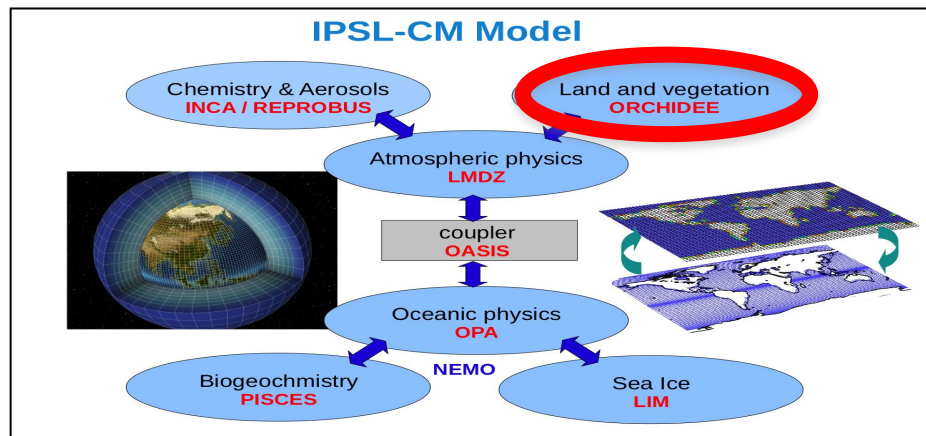 IPSL-CM Model
Chemistry & Aerosols
INCA / REPROBUS
Land and vegetation
ORCHIDEE
Atmospheric physics
LMDZ
coupler
OASIS
Oceanic physics
OPA
NEMO
Biogeochmistry
PISCES
Sea Ice
LIM